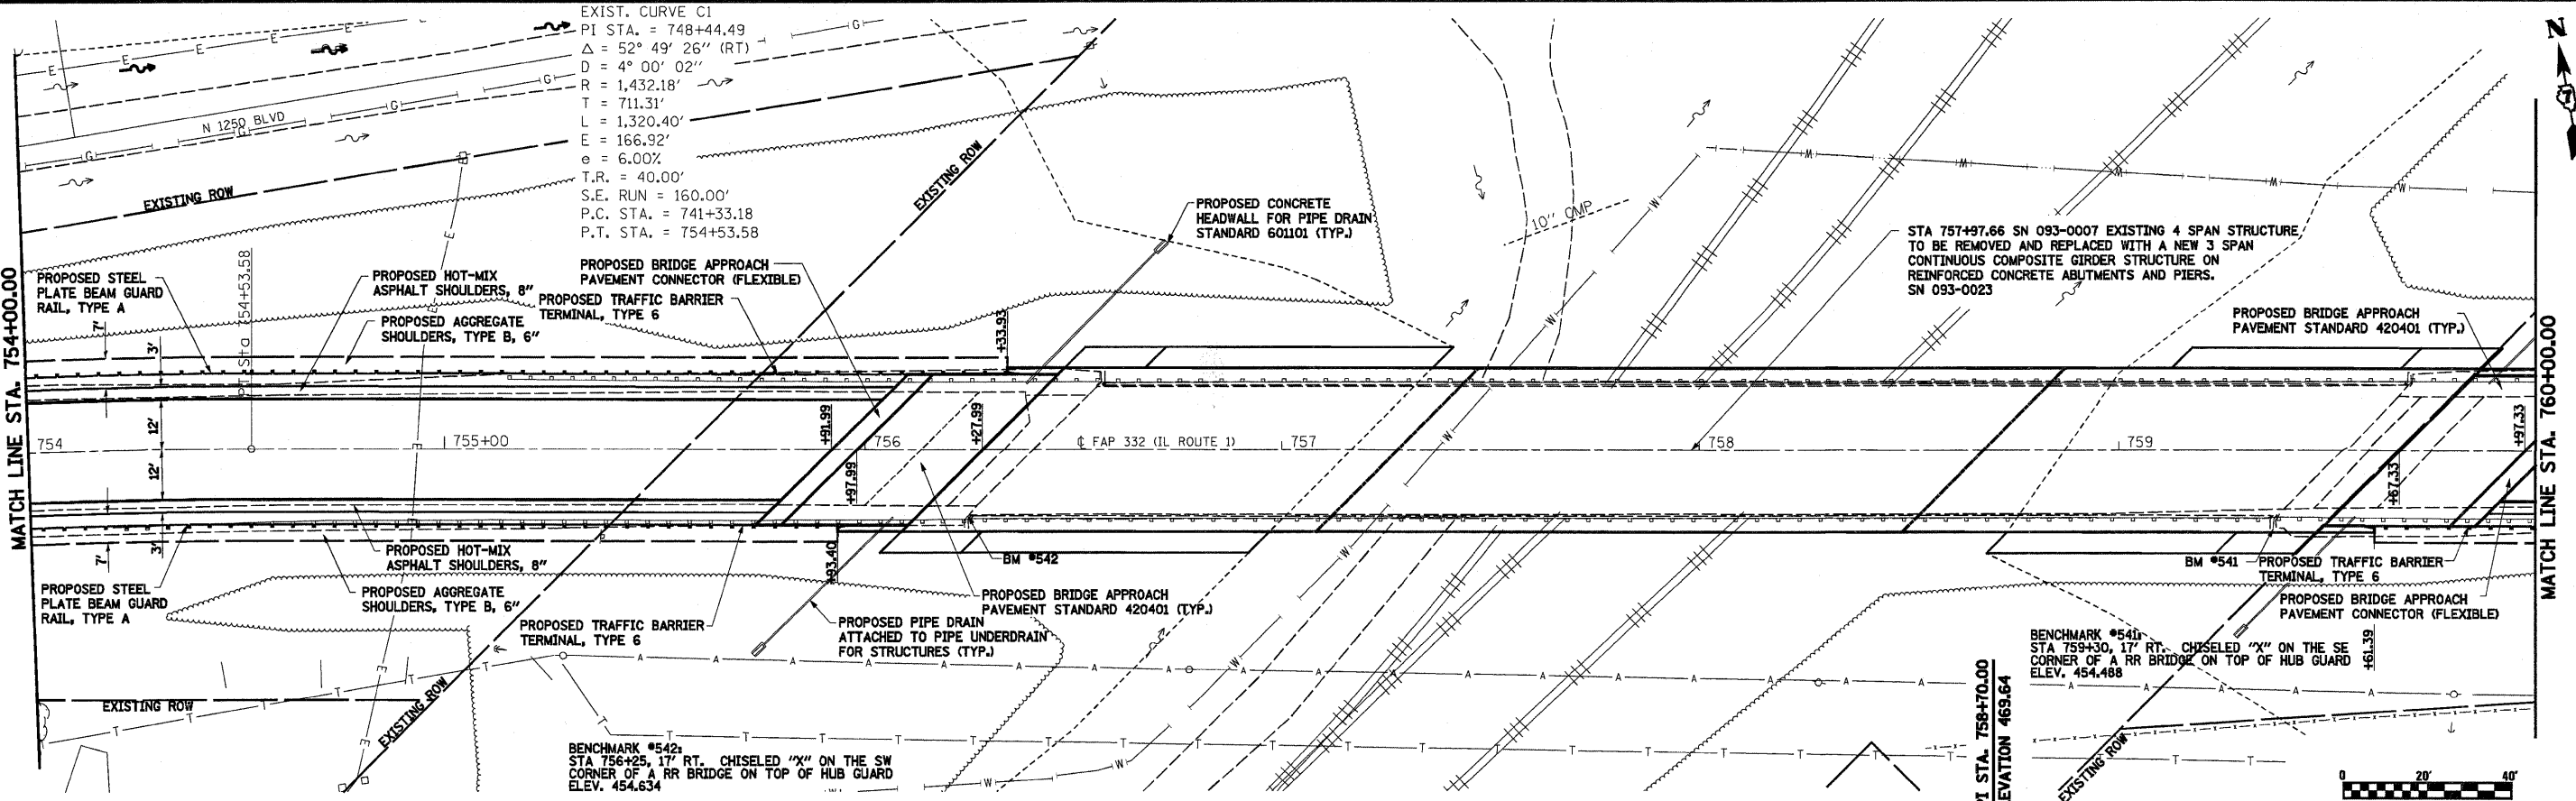 EXIST. CURVE C1
PI STA. = 748+44.49
Δ = 52° 49' 26" (RT)
D = 4° 00' 02"
R = 1,432.18'
T = 711.31'
L = 1,320.40'
E = 166.92'
e = 6.00%
T.R. = 40.00'
S.E. RUN = 160.00'
P.C. STA. = 741+33.18
P.T. STA. = 754+53.58
N
N 1250 BLVD
EXISTING ROW
EXISTING ROW
10" CMP
PROPOSED CONCRETE
HEADWALL FOR PIPE DRAIN
STANDARD 601101 (TYP.)
STA 757+97.66 SN 093-0007 EXISTING 4 SPAN STRUCTURE
TO BE REMOVED AND REPLACED WITH A NEW 3 SPAN
CONTINUOUS COMPOSITE GIRDER STRUCTURE ON
REINFORCED CONCRETE ABUTMENTS AND PIERS.
SN 093-0023
MATCH LINE STA. 754+00.00
PROPOSED STEEL
PLATE BEAM GUARD
RAIL, TYPE A
P.T. Sta 754+53.58
PROPOSED HOT-MIX
ASPHALT SHOULDERS, 8"
PROPOSED AGGREGATE
SHOULDERS, TYPE B, 6"
PROPOSED BRIDGE APPROACH
PAVEMENT CONNECTOR (FLEXIBLE)
PROPOSED TRAFFIC BARRIER
TERMINAL, TYPE 6
+33.93
PROPOSED BRIDGE APPROACH
PAVEMENT STANDARD 420401 (TYP.)
MATCH LINE STA. 760+00.00
7'
3'
12'
12'
3'
7'
754
755+00
+91.99
756
+97.99
+27.99
℄ FAP 332 (IL ROUTE 1)
757
758
759
+67.33
+97.33
PROPOSED HOT-MIX
ASPHALT SHOULDERS, 8"
PROPOSED STEEL
PLATE BEAM GUARD
RAIL, TYPE A
PROPOSED AGGREGATE
SHOULDERS, TYPE B, 6"
PROPOSED TRAFFIC BARRIER
TERMINAL, TYPE 6
+93.40
BM #542
PROPOSED BRIDGE APPROACH
PAVEMENT STANDARD 420401 (TYP.)
PROPOSED PIPE DRAIN
ATTACHED TO PIPE UNDERDRAIN
FOR STRUCTURES (TYP.)
BM #541
PROPOSED TRAFFIC BARRIER
TERMINAL, TYPE 6
PROPOSED BRIDGE APPROACH
PAVEMENT CONNECTOR (FLEXIBLE)
BENCHMARK #541:
STA 759+30, 17' RT. CHISELED "X" ON THE SE
CORNER OF A RR BRIDGE ON TOP OF HUB GUARD
ELEV. 454.488
+61.39
EXISTING ROW
EXISTING ROW
BENCHMARK #542:
STA 756+25, 17' RT. CHISELED "X" ON THE SW
CORNER OF A RR BRIDGE ON TOP OF HUB GUARD
ELEV. 454.634
PI STA. 758+70.00
EVATION 469.64
EXISTING ROW
0 20' 40'